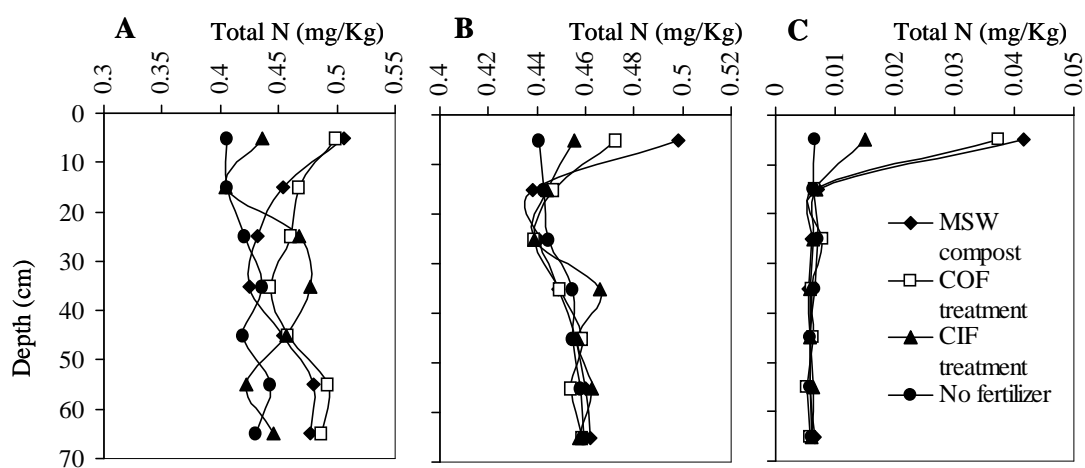 A Total N (mg/Kg)
0.3 0.35 0.4 0.45 0.5 0.55
B Total N (mg/Kg)
0.4 0.42 0.44 0.46 0.48 0.5 0.52
C Total N (mg/Kg)
0 0.01 0.02 0.03 0.04 0.05
Depth (cm)
0
10
20
30
40
50
60
70
MSW
compost
COF
treatment
CIF
treatment
No fertilizer